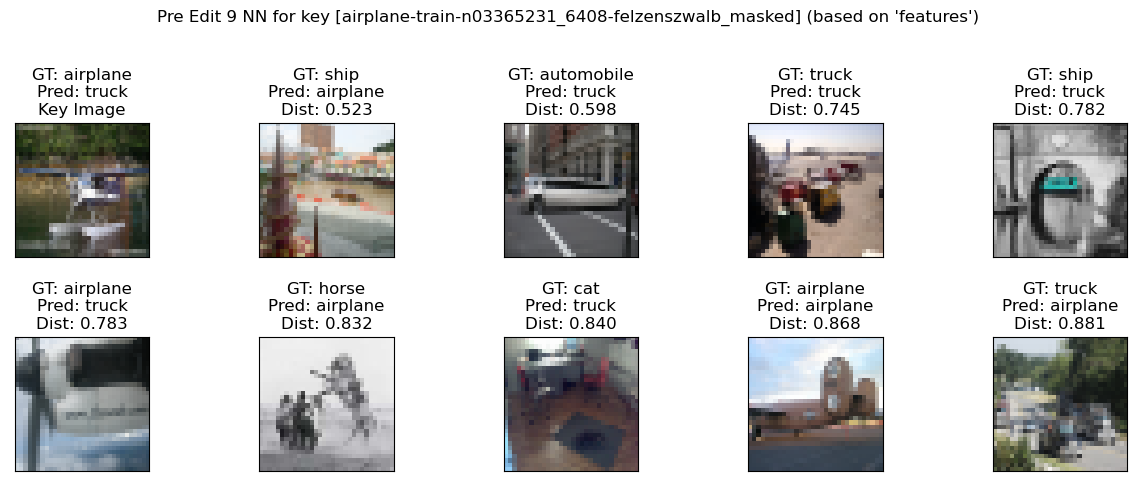 Pre Edit 9 NN for key [airplane-train-n03365231_6408-felzenszwalb_masked] (based on 'features')
GT: airplane
Pred: truck
Key Image
GT: ship
Pred: airplane
Dist: 0.523
GT: automobile
Pred: truck
Dist: 0.598
GT: truck
Pred: truck
Dist: 0.745
GT: ship
Pred: truck
Dist: 0.782
GT: airplane
Pred: truck
Dist: 0.783
GT: horse
Pred: airplane
Dist: 0.832
GT: cat
Pred: truck
Dist: 0.840
GT: airplane
Pred: airplane
Dist: 0.868
GT: truck
Pred: airplane
Dist: 0.881